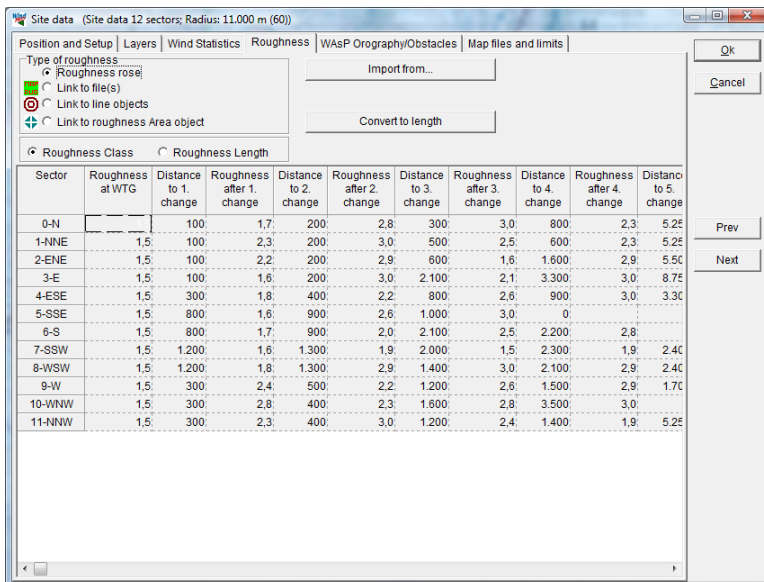 Site data (Site data 12 sectors; Radius: 11.000 m (60))
Position and Setup Layers Wind Statistics Roughness WAsP Orography/Obstacles Map files and limits
Ok
Cancel
Prev
Next
Type of roughness
Roughness rose
Link to file(s)
Link to line objects
Link to roughness Area object
Import from...
Convert to length
Roughness Class Roughness Length
Sector Roughness at WTG Distance to 1. change Roughness after 1. change Distance to 2. change Roughness after 2. change Distance to 3. change Roughness after 3. change Distance to 4. change Roughness after 4. change Distance to 5. change
0-N 100 1,7 200 2,8 300 3,0 800 2,3 5.25
1-NNE 1,5 100 2,3 200 3,0 500 2,5 600 2,3 5.25
2-ENE 1,5 100 2,2 200 2,9 600 1,6 1.600 2,9 5.50
3-E 1,5 100 1,6 200 3,0 2.100 2,1 3.300 3,0 8.75
4-ESE 1,5 300 1,8 400 2,2 800 2,6 900 3,0 3.30
5-SSE 1,5 800 1,6 900 2,6 1.000 3,0 0
6-S 1,5 800 1,7 900 2,0 2.100 2,5 2.200 2,8
7-SSW 1,5 1.200 1,6 1.300 1,9 2.000 1,5 2.300 1,9 2.40
8-WSW 1,5 1.200 1,8 1.300 2,9 1.400 3,0 2.100 2,9 2.40
9-W 1,5 300 2,4 500 2,2 1.200 2,6 1.500 2,9 1.70
10-WNW 1,5 300 2,8 400 2,3 1.600 2,8 3.500 3,0
11-NNW 1,5 300 2,3 400 3,0 1.200 2,4 1.400 1,9 5.25